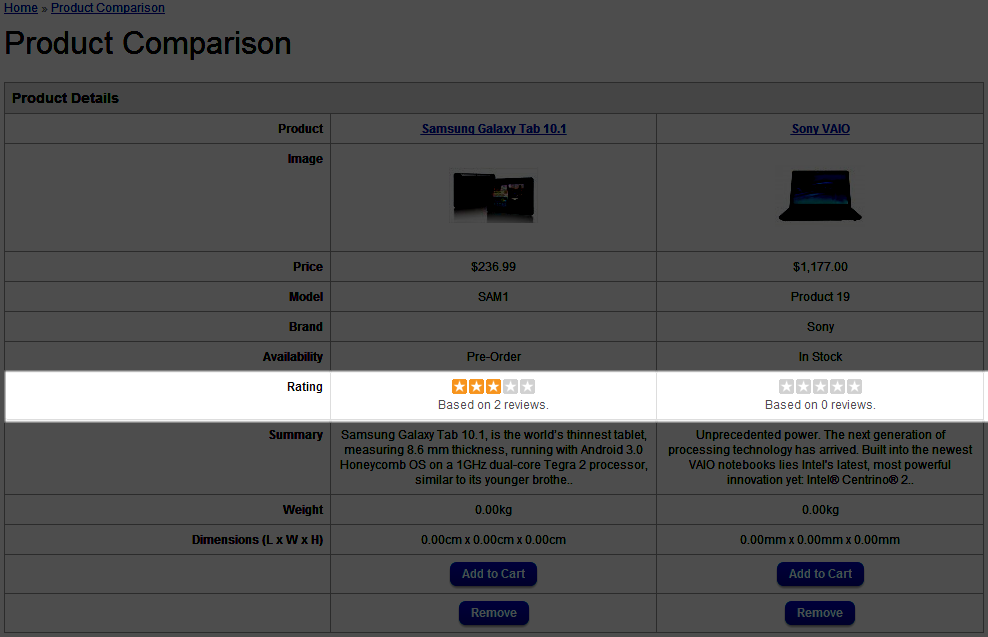 Home » Product Comparison
Product Comparison
Product Details
Product Samsung Galaxy Tab 10.1 Sony VAIO
Image
Price $236.99 $1,177.00
Model SAM1 Product 19
Brand Sony
Availability Pre-Order In Stock
Rating
Based on 2 reviews. Based on 0 reviews.
Summary
Samsung Galaxy Tab 10.1, is the world's thinnest tablet,
measuring 8.6 mm thickness, running with Android 3.0
Honeycomb OS on a 1GHz dual-core Tegra 2 processor,
similar to its younger brothe..
Unprecedented power. The next generation of
processing technology has arrived. Built into the newest
VAIO notebooks lies Intel's latest, most powerful
innovation yet: Intel® Centrino® 2..
Weight 0.00kg 0.00kg
Dimensions (L x W x H) 0.00cm x 0.00cm x 0.00cm 0.00mm x 0.00mm x 0.00mm
Add to Cart Add to Cart
Remove Remove